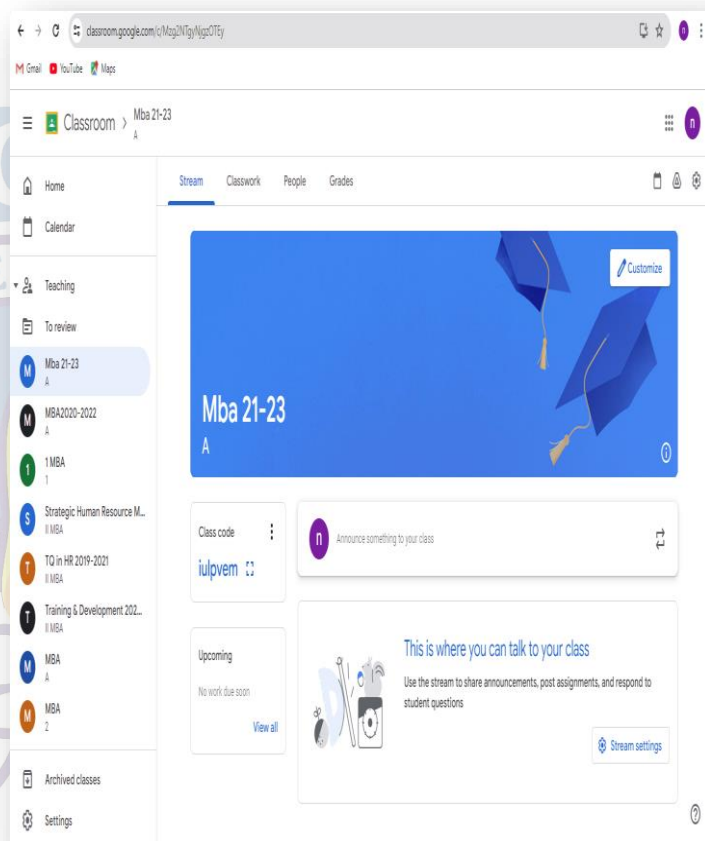 classroom.google.com/c/Mzg2NTgyNjgzOTEy
Gmail YouTube Maps
Classroom > Mba 21-23
A
n
Home
Calendar
Teaching
To review
M Mba 21-23
A
M MBA2020-2022
A
1 1 MBA
1
S Strategic Human Resource M...
II MBA
T TQ in HR 2019-2021
II MBA
T Training & Development 202...
II MBA
M MBA
A
M MBA
2
Archived classes
Settings
Stream Classwork People Grades
Customize
Mba 21-23
A
Class code
iulpvem
Upcoming
No work due soon
View all
n Announce something to your class
This is where you can talk to your class
Use the stream to share announcements, post assignments, and respond to
student questions
Stream settings